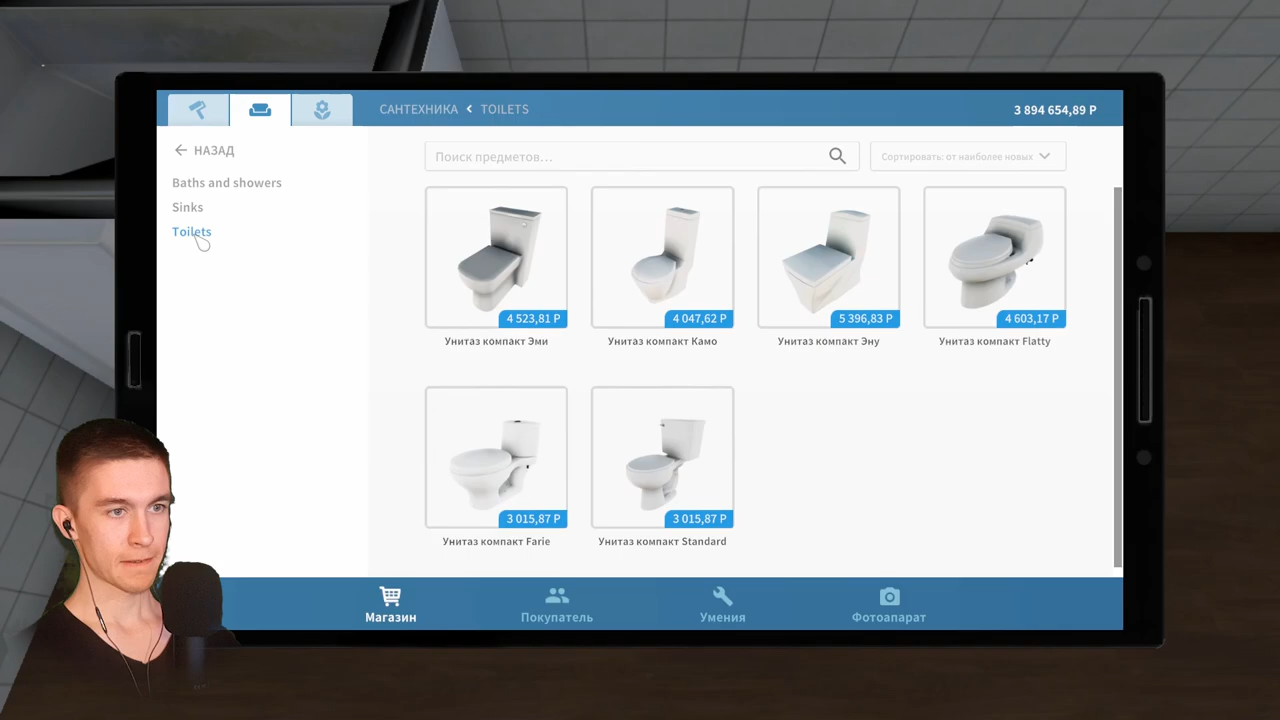 САНТЕХНИКА < TOILETS
3 894 654,89 Р
НАЗАД
Baths and showers
Sinks
Toilets
Поиск предметов...
Сортировать: от наиболее новых
4 523,81 Р
4 047,62 Р
5 396,83 Р
4 603,17 Р
Унитаз компакт Эми
Унитаз компакт Камо
Унитаз компакт Эну
Унитаз компакт Flatty
3 015,87 Р
3 015,87 Р
Унитаз компакт Farie
Унитаз компакт Standard
Магазин
Покупатель
Умения
Фотоапарат